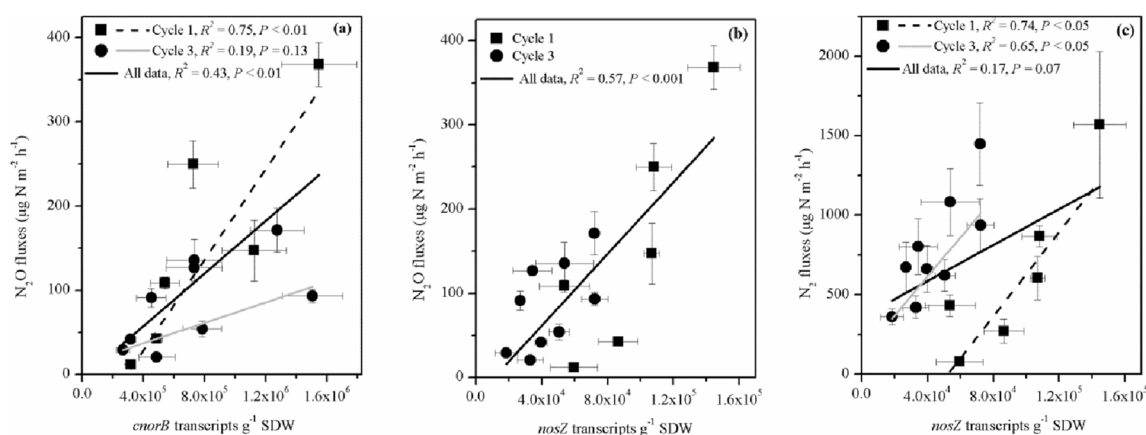 Cycle 1, R² = 0.75, P < 0.01
(a)
Cycle 3, R² = 0.19, P = 0.13
All data, R² = 0.43, P < 0.01
400
300
200
100
0
N₂O fluxes (µg N m⁻² h⁻¹)
0.0
4.0x10⁵
8.0x10⁵
1.2x10⁶
1.6x10⁶
cnorB transcripts g⁻¹ SDW
(b)
Cycle 1
Cycle 3
All data, R² = 0.57, P < 0.001
400
300
200
100
0
N₂O fluxes (µg N m⁻² h⁻¹)
0.0
4.0x10⁴
8.0x10⁴
1.2x10⁵
1.6x10⁵
nosZ transcripts g⁻¹ SDW
(c)
Cycle 1, R² = 0.74, P < 0.05
Cycle 3, R² = 0.65, P < 0.05
All data, R² = 0.17, P = 0.07
2000
1500
1000
500
0
N₂ fluxes (µg N m⁻² h⁻¹)
0.0
4.0x10⁴
8.0x10⁴
1.2x10⁵
1.6x10⁵
nosZ transcripts g⁻¹ SDW